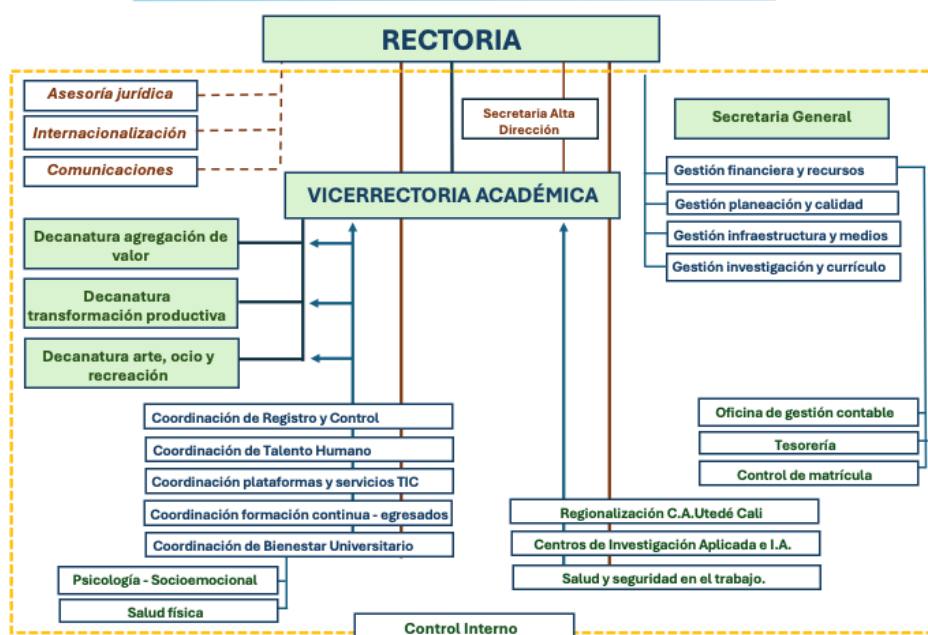 RECTORIA
Asesoría jurídica
Internacionalización
Comunicaciones
Secretaria Alta
Dirección
Secretaria General
Gestión financiera y recursos
Gestión planeación y calidad
Gestión infraestructura y medios
Gestión investigación y currículo
VICERRECTORIA ACADÉMICA
Decanatura agregación de
valor
Decanatura
transformación productiva
Decanatura arte, ocio y
recreación
Coordinación de Registro y Control
Coordinación de Talento Humano
Coordinación plataformas y servicios TIC
Coordinación formación continua - egresados
Coordinación de Bienestar Universitario
Psicología - Socioemocional
Salud física
Oficina de gestión contable
Tesorería
Control de matrícula
Regionalización C.A.Utedé Cali
Centros de Investigación Aplicada e I.A.
Salud y seguridad en el trabajo.
Control Interno